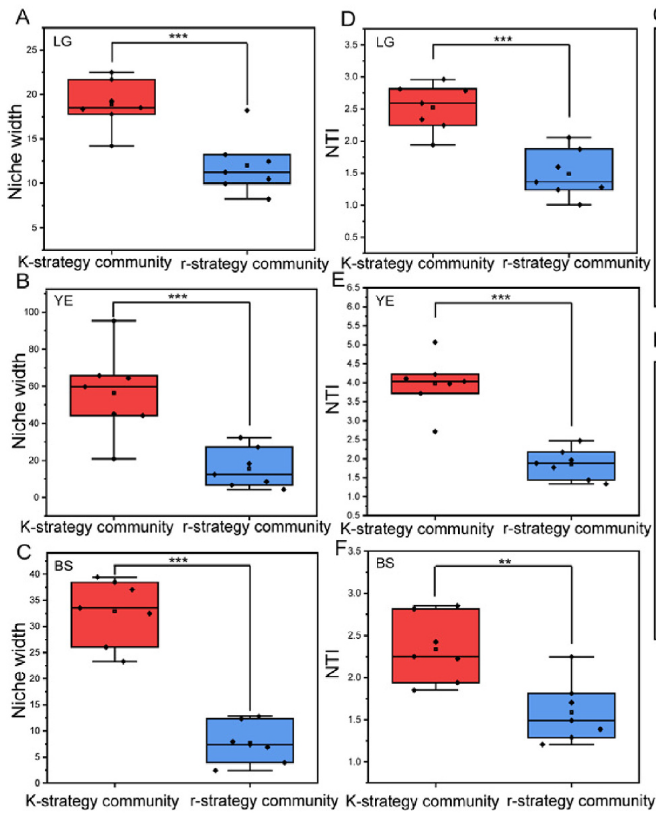 A
LG
***
25
20
15
10
5
Niche width
K-strategy community r-strategy community
D
LG
***
3.5
3.0
2.5
2.0
1.5
1.0
0.5
NTI
K-strategy community r-strategy community
B
YE
***
100
80
60
40
20
0
Niche width
K-strategy community r-strategy community
E
YE
***
6.5
6.0
5.5
5.0
4.5
4.0
3.5
3.0
2.5
2.0
1.5
1.0
0.5
NTI
K-strategy community r-strategy community
C
BS
***
45
40
35
30
25
20
15
10
5
0
Niche width
K-strategy community r-strategy community
F
BS
**
3.0
2.5
2.0
1.5
1.0
NTI
K-strategy community r-strategy community